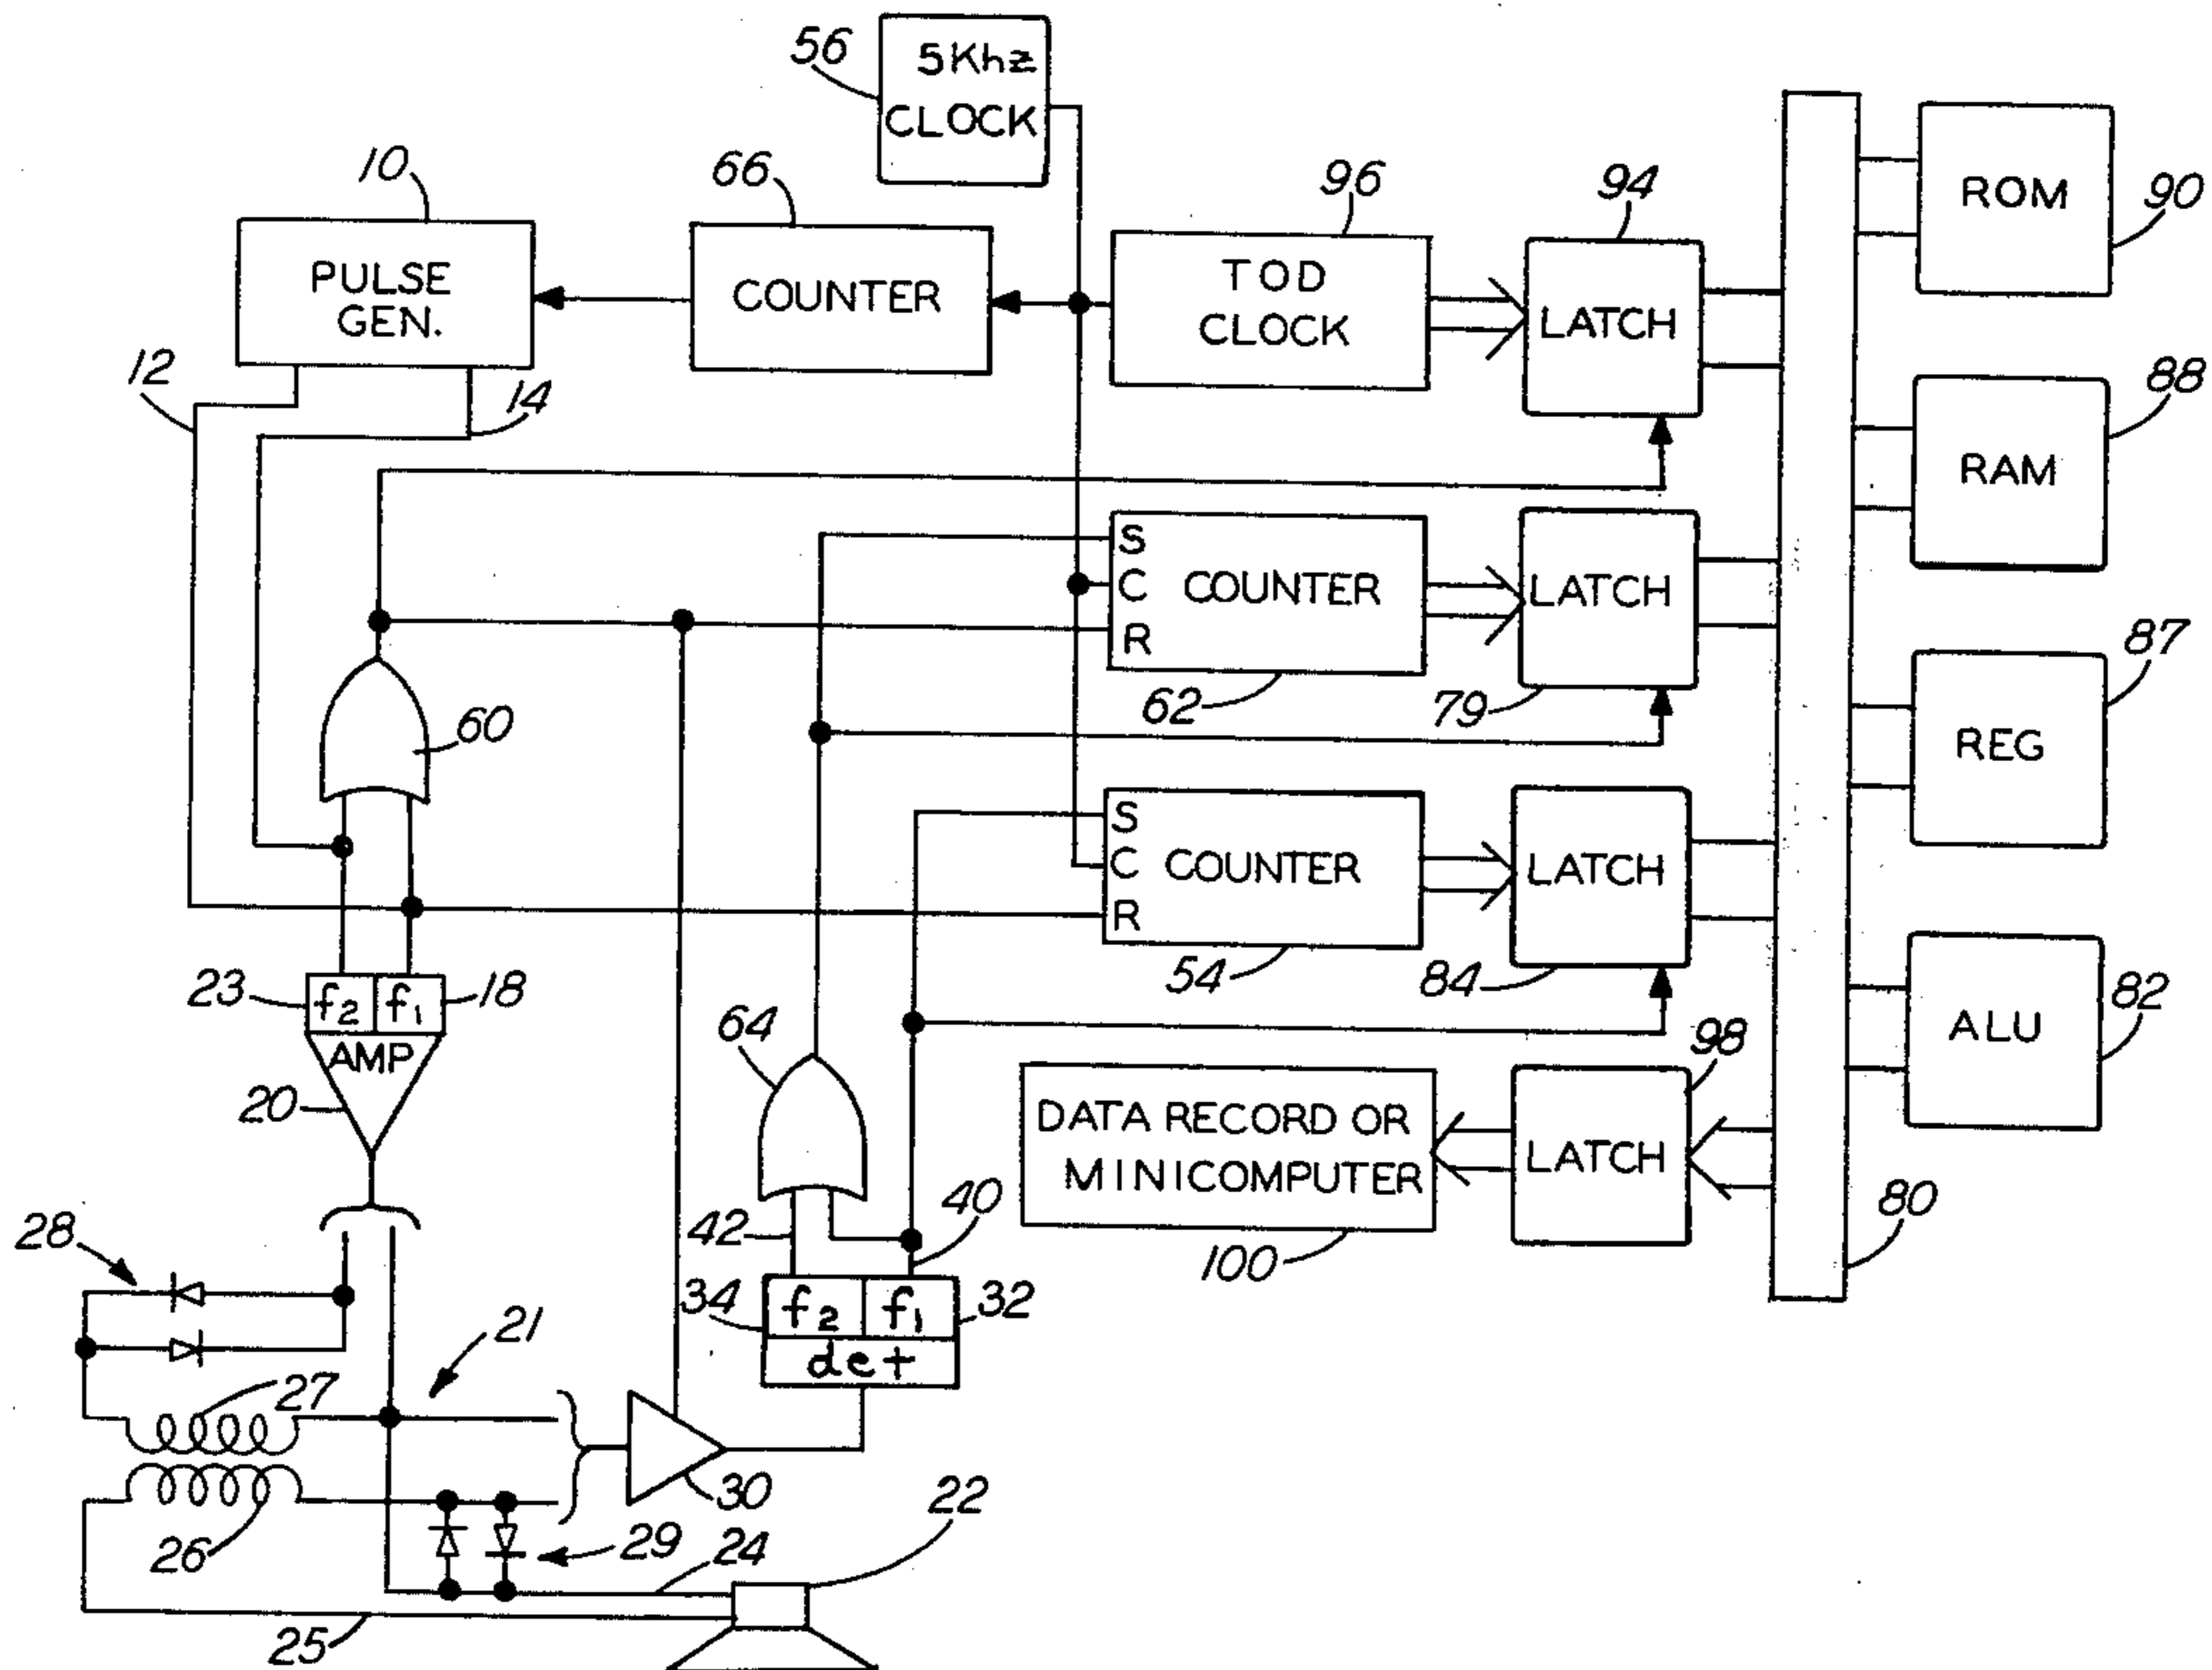 56
5Khz
CLOCK
10
66
96
94
ROM
90
PULSE
GEN.
COUNTER
TOD
CLOCK
LATCH
12
14
88
RAM
S
C
R
COUNTER
LATCH
62
79
87
REG
60
S
C
R
COUNTER
LATCH
54
84
23
f2
f1
18
AMP
20
64
98
ALU
82
DATA RECORD OR
MINICOMPUTER
LATCH
100
80
42
40
28
34
f2
f1
32
det
21
27
26
30
29
24
22
25